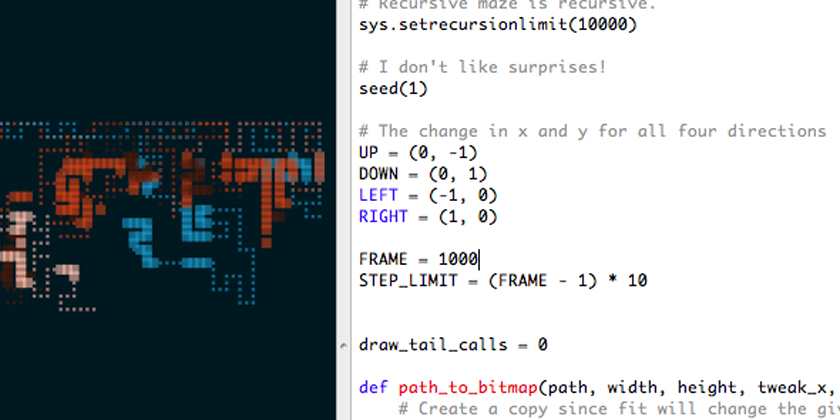 # Recursive maze is recursive.
sys.setrecursionlimit(10000)
# I don't like surprises!
seed(1)
# The change in x and y for all four directions
UP = (0, -1)
DOWN = (0, 1)
LEFT = (-1, 0)
RIGHT = (1, 0)
FRAME = 1000
STEP_LIMIT = (FRAME - 1) * 10
draw_tail_calls = 0
def path_to_bitmap(path, width, height, tweak_x,
# Create a copy since fit will change the gi